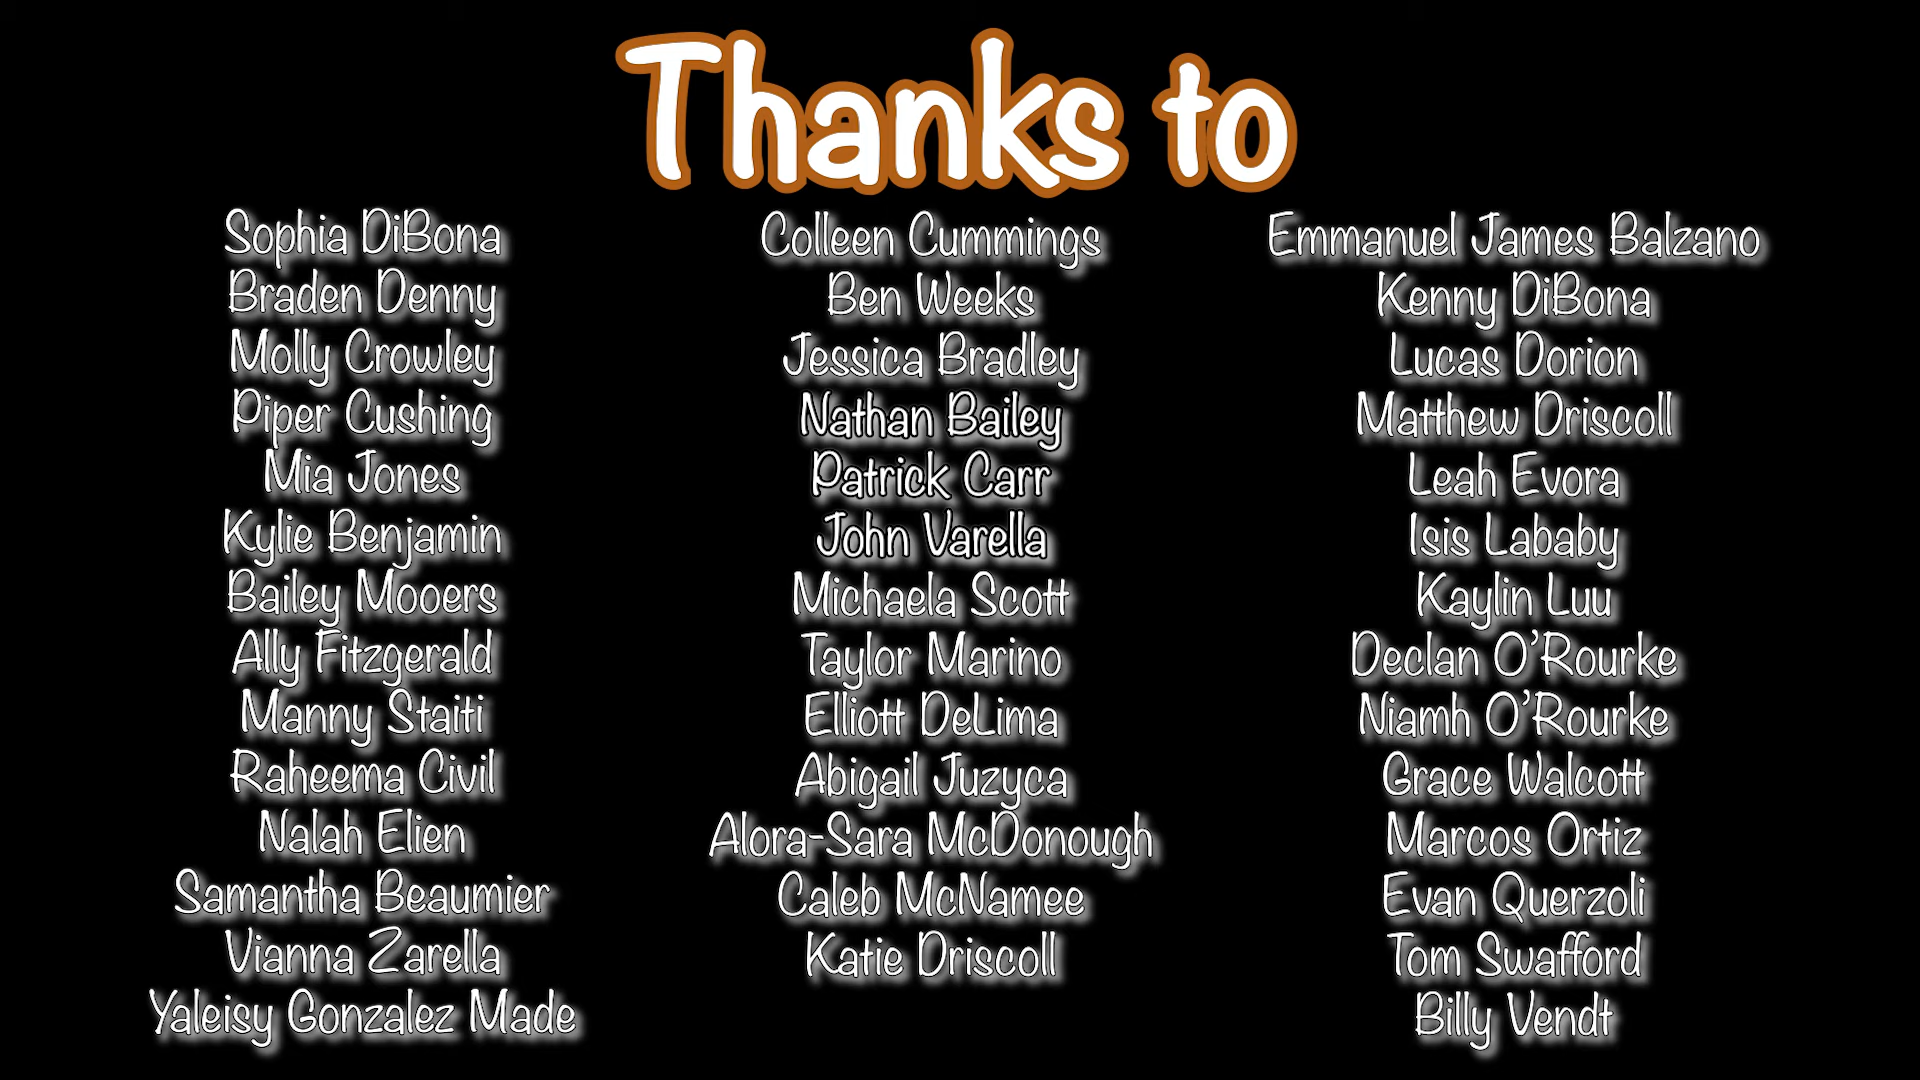 Thanks to
Sophia DiBona
Braden Denny
Molly Crowley
Piper Cushing
Mia Jones
Kylie Benjamin
Bailey Mooers
Ally Fitzgerald
Manny Staiti
Raheema Civil
Nalah Elien
Samantha Beaumier
Vianna Zarella
Yaleisy Gonzalez Made
Colleen Cummings
Ben Weeks
Jessica Bradley
Nathan Bailey
Patrick Carr
John Varella
Michaela Scott
Taylor Marino
Elliott DeLima
Abigail Juzyca
Alora-Sara McDonough
Caleb McNamee
Katie Driscoll
Emmanuel James Balzano
Kenny DiBona
Lucas Dorion
Matthew Driscoll
Leah Evora
Isis Lababy
Kaylin Luu
Declan O'Rourke
Niamh O'Rourke
Grace Walcott
Marcos Ortiz
Evan Querzoli
Tom Swafford
Billy Vendt